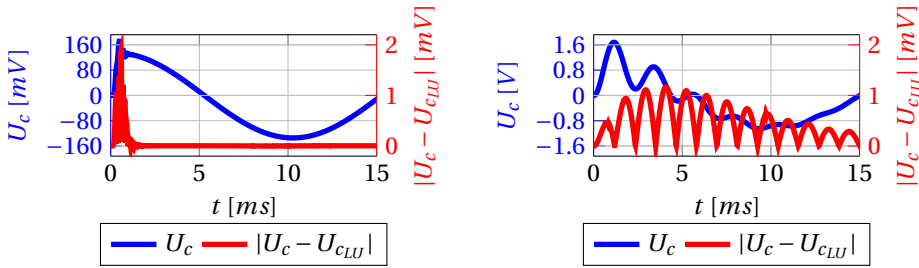 160
80
0
−80
−160
U_c [mV]
2
1
0
|U_c − U_{c_{LU}}| [mV]
0 5 10 15
t [ms]
U_c |U_c − U_{c_{LU}}|
1.6
0.8
0
−0.8
−1.6
U_c [V]
2
1
0
|U_c − U_{c_{LU}}| [mV]
0 5 10 15
t [ms]
U_c |U_c − U_{c_{LU}}|